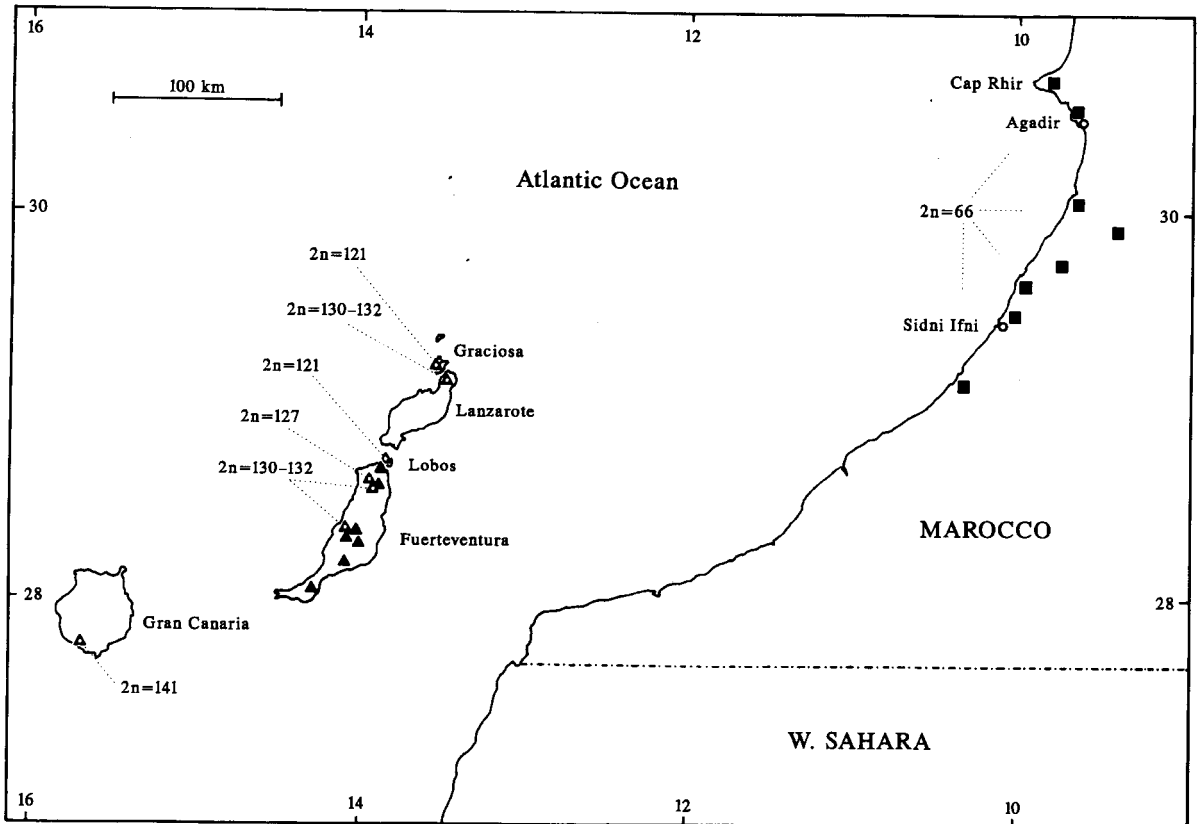 16
14
12
10
100 km
Cap Rhir
Agadir
Atlantic Ocean
30
2n=66
30
2n=121
2n=130-132
Sidni Ifni
Graciosa
2n=121
Lanzarote
2n=127
2n=130-132
Lobos
MAROCCO
Fuerteventura
28
28
Gran Canaria
2n=141
W. SAHARA
16
14
12
10